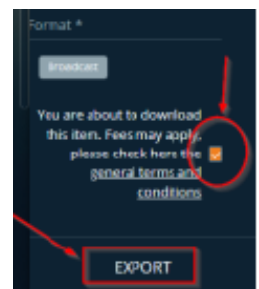 Format *
Broadcast
You are about to download
this item. Fees may apply,
please check here the
general terms and
conditions
EXPORT